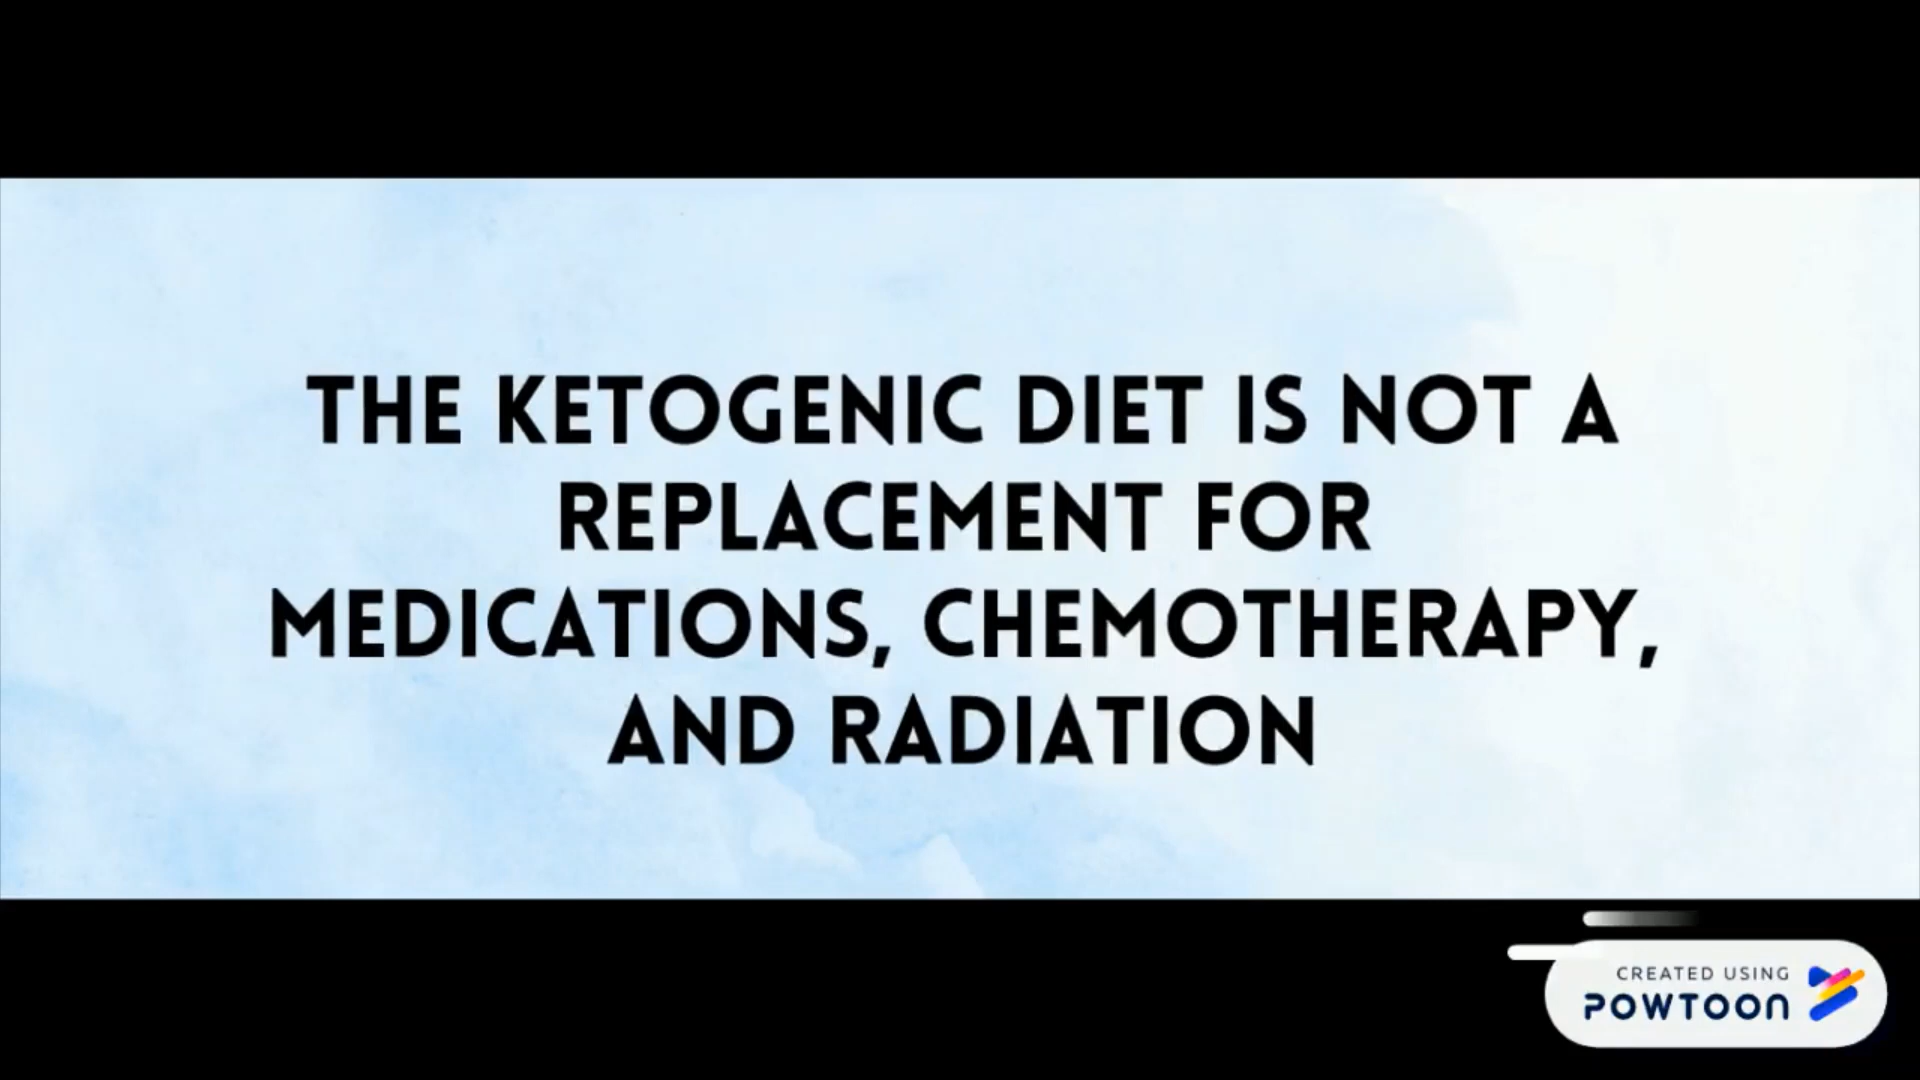 THE KETOGENIC DIET IS NOT A
REPLACEMENT FOR
MEDICATIONS, CHEMOTHERAPY,
AND RADIATION
CREATED USING
POWTOON